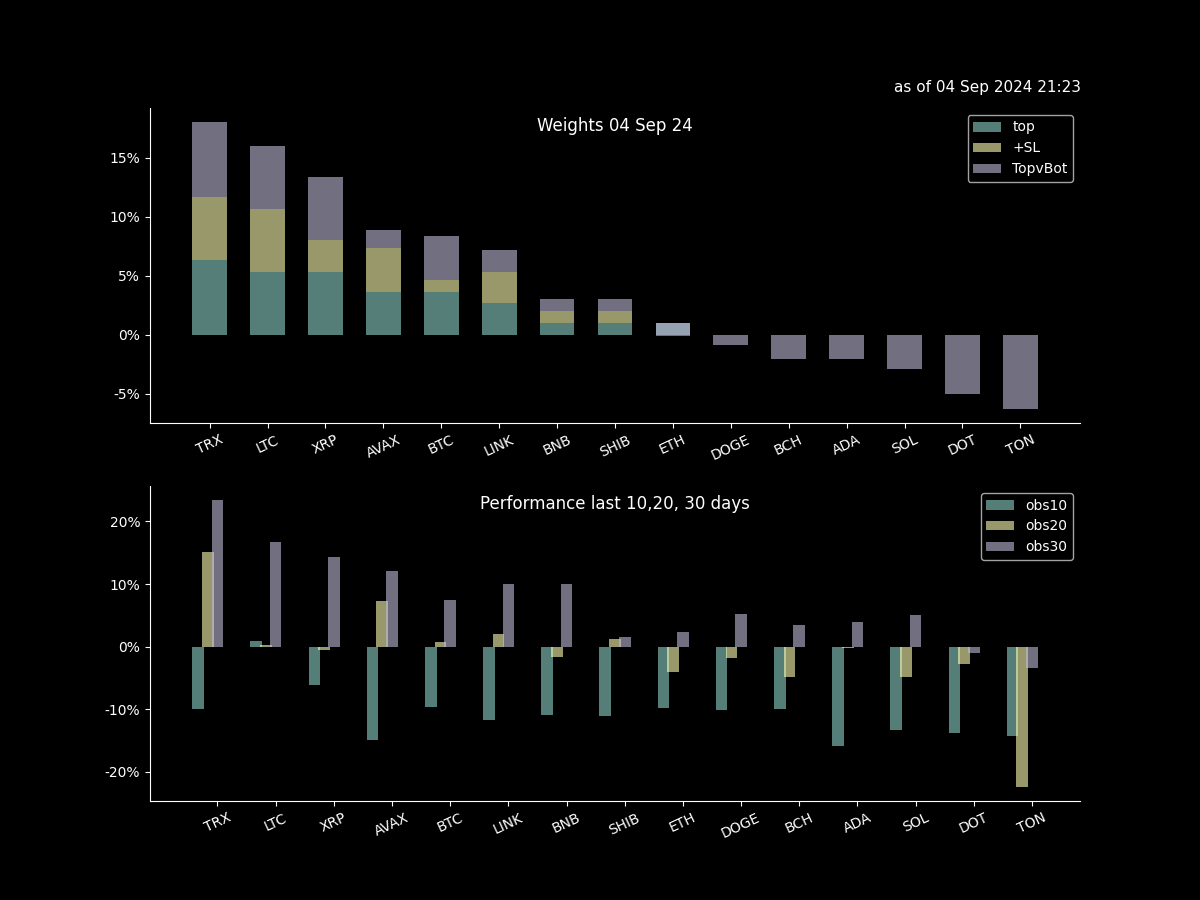 as of 04 Sep 2024 21:23
Weights 04 Sep 24
top
+SL
TopvBot
15%
10%
5%
0%
-5%
TRX LTC XRP AVAX BTC LINK BNB SHIB ETH DOGE BCH ADA SOL DOT TON
Performance last 10,20, 30 days
obs10
obs20
obs30
20%
10%
0%
-10%
-20%
TRX LTC XRP AVAX BTC LINK BNB SHIB ETH DOGE BCH ADA SOL DOT TON